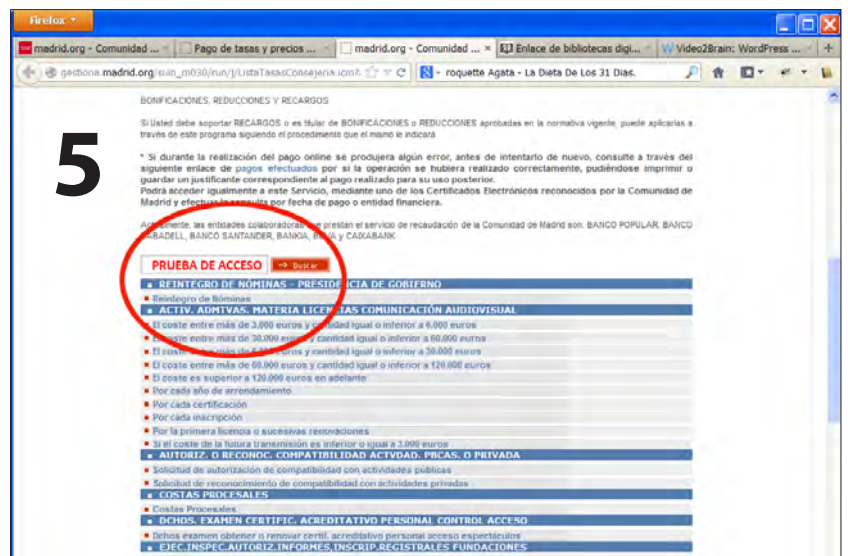 Firefox
madrid.org - Comunidad ...
Pago de tasas y precios ...
madrid.org - Comunidad ... ×
Enlace de bibliotecas digi...
Video2Brain: WordPress ...
+
gestiona.madrid.org/suin_m030/run/j/ListaTasasConsejeria.icm?
roquette Agata - La Dieta De Los 31 Dias.
5
BONIFICACIONES, REDUCCIONES Y RECARGOS
Si Usted debe soportar RECARGOS o es titular de BONIFICACIONES o REDUCCIONES aprobadas en la normativa vigente, puede aplicarlas a
través de este programa siguiendo el procedimiento que el mismo le indicará
* Si durante la realización del pago online se produjera algún error, antes de intentarlo de nuevo, consulte a través del
siguiente enlace de pagos efectuados por si la operación se hubiera realizado correctamente, pudiéndose imprimir o
guardar un justificante correspondiente al pago realizado para su uso posterior.
Podrá acceder igualmente a este Servicio, mediante uno de los Certificados Electrónicos reconocidos por la Comunidad de
Madrid y efectuar la consulta por fecha de pago o entidad financiera.
Actualmente, las entidades colaboradoras que prestan el servicio de recaudación de la Comunidad de Madrid son: BANCO POPULAR, BANCO
SABADELL, BANCO SANTANDER, BANKIA, BBVA y CAIXABANK
PRUEBA DE ACCESO
Buscar
REINTEGRO DE NÓMINAS - PRESIDENCIA DE GOBIERNO
Reintegro de Nóminas
ACTIV. ADMTVAS. MATERIA LICENCIAS COMUNICACIÓN AUDIOVISUAL
El coste entre más de 3.000 euros y cantidad igual o inferior a 6.000 euros
El coste entre más de 30.000 euros y cantidad igual o inferior a 60.000 euros
El coste entre más de 6.000 euros y cantidad igual o inferior a 30.000 euros
El coste entre más de 60.000 euros y cantidad igual o inferior a 120.000 euros
El coste es superior a 120.000 euros en adelante
Por cada año de arrendamiento
Por cada certificación
Por cada inscripción
Por la primera licencia o sucesivas renovaciones
Si el coste de la futura transmisión es inferior o igual a 3.000 euros
AUTORIZ. O RECONOC. COMPATIBILIDAD ACTVDAD. PBCAS. O PRIVADA
Solicitud de autorización de compatibilidad con actividades públicas
Solicitud de reconocimiento de compatibilidad con actividades privadas
COSTAS PROCESALES
Costas Procesales
DCHOS. EXAMEN CERTIFIC. ACREDITATIVO PERSONAL CONTROL ACCESO
Dchos examen obtener o renovar certif. acreditativo personal acceso espectáculos
EJEC.INSPEC.AUTORIZ.INFORMES,INSCRIP.REGISTRALES FUNDACIONES